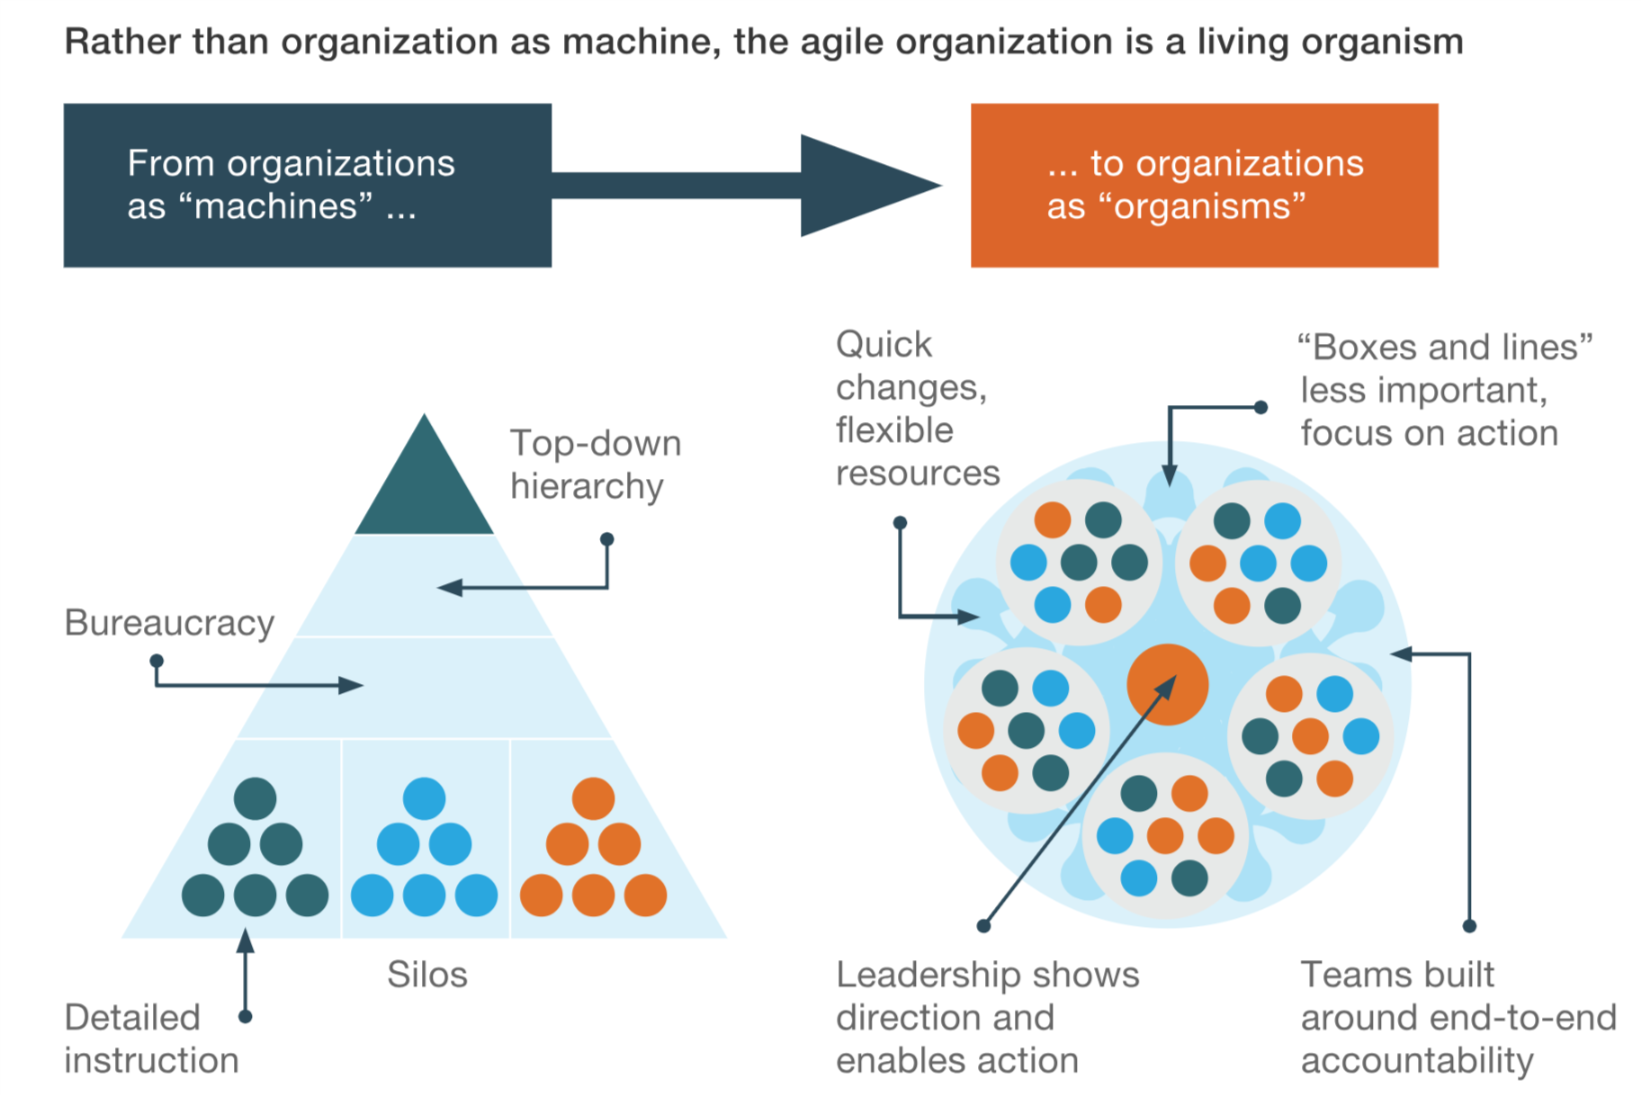 Rather than organization as machine, the agile organization is a living organism
From organizations
as “machines” ...
... to organizations
as “organisms”
Top-down
hierarchy
Bureaucracy
Silos
Detailed
instruction
Quick
changes,
flexible
resources
“Boxes and lines”
less important,
focus on action
Leadership shows
direction and
enables action
Teams built
around end-to-end
accountability